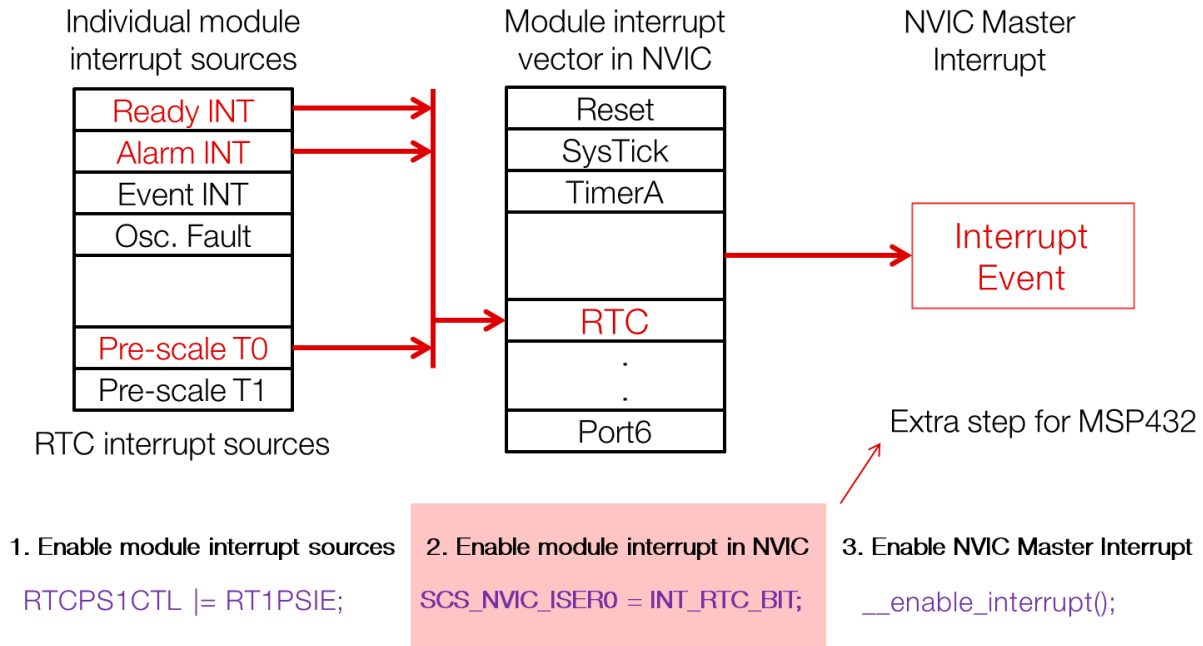 Individual module
interrupt sources
Ready INT
Alarm INT
Event INT
Osc. Fault
Pre-scale T0
Pre-scale T1
RTC interrupt sources
Module interrupt
vector in NVIC
Reset
SysTick
TimerA
RTC
.
.
Port6
NVIC Master
Interrupt
Interrupt
Event
Extra step for MSP432
1. Enable module interrupt sources
RTCPS1CTL |= RT1PSIE;
2. Enable module interrupt in NVIC
SCS_NVIC_ISER0 = INT_RTC_BIT;
3. Enable NVIC Master Interrupt
__enable_interrupt();